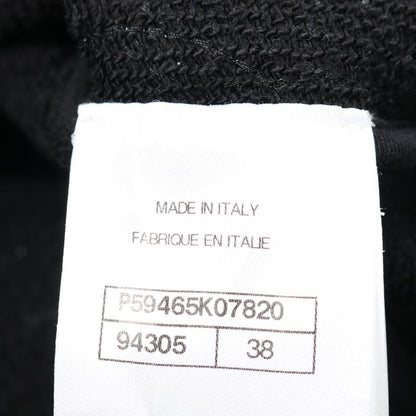 MADE IN ITALY
FABRIQUE EN ITALIE
P59465K07820
94305 38